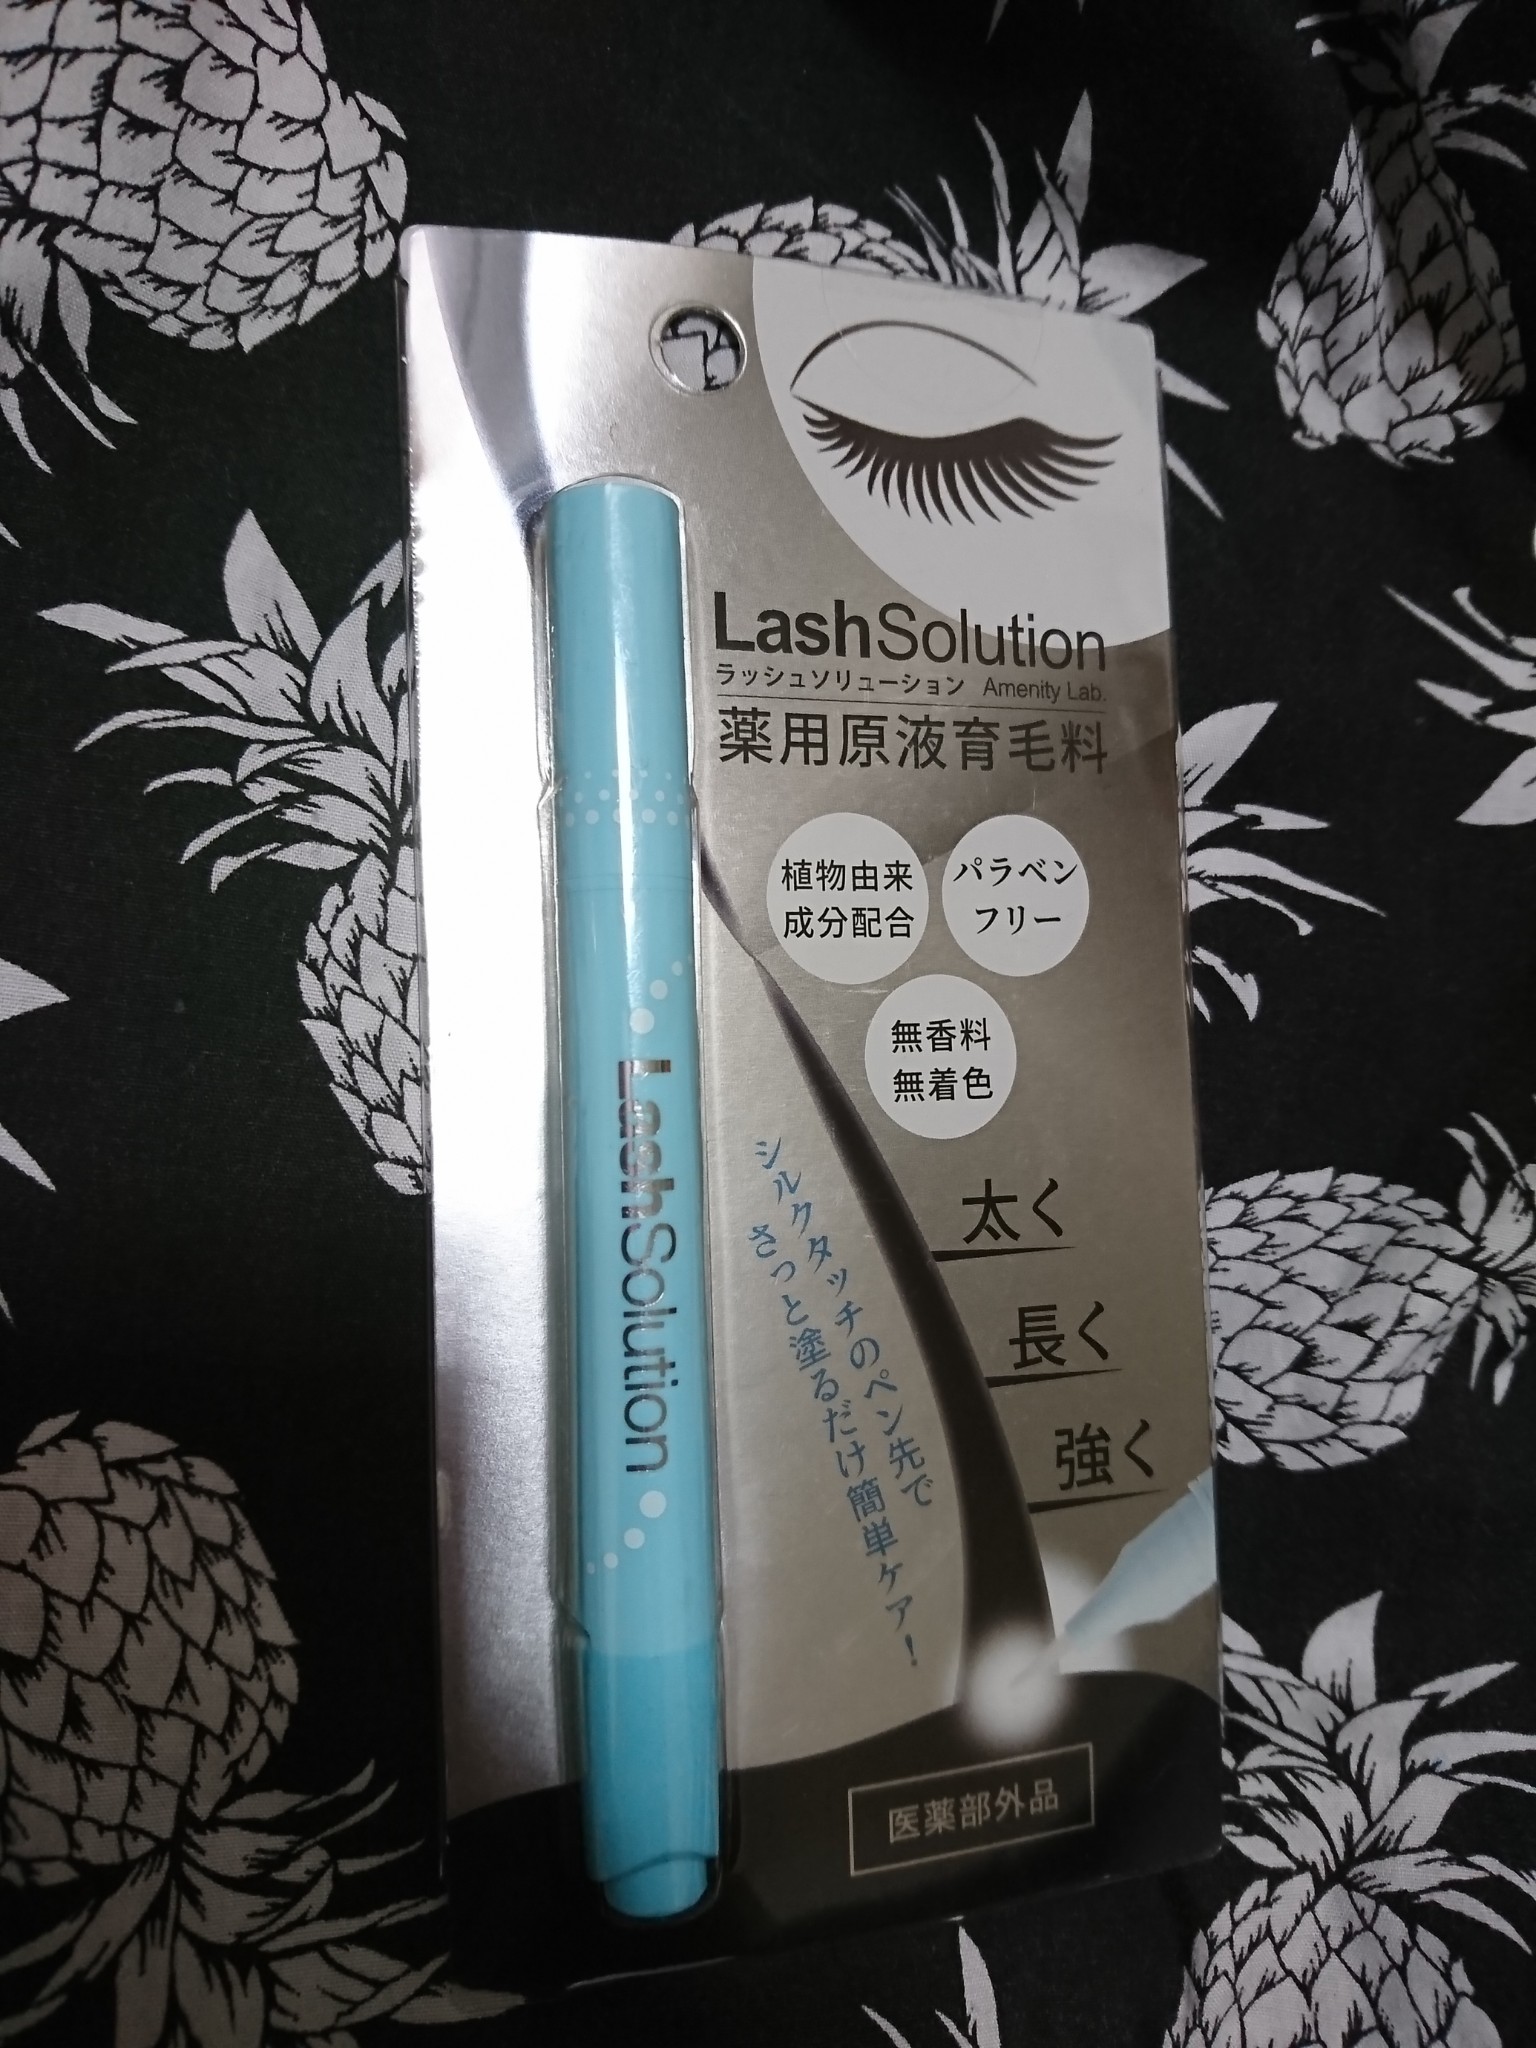 LashSolution
ラッシュソリューション Amenity Lab.
薬用原液育毛料
植物由来
成分配合
パラベン
フリー
無香料
無着色
太く
長く
強く
シルクタッチのペン先で
さっと塗るだけ簡単ケア!
LashSolution
医薬部外品